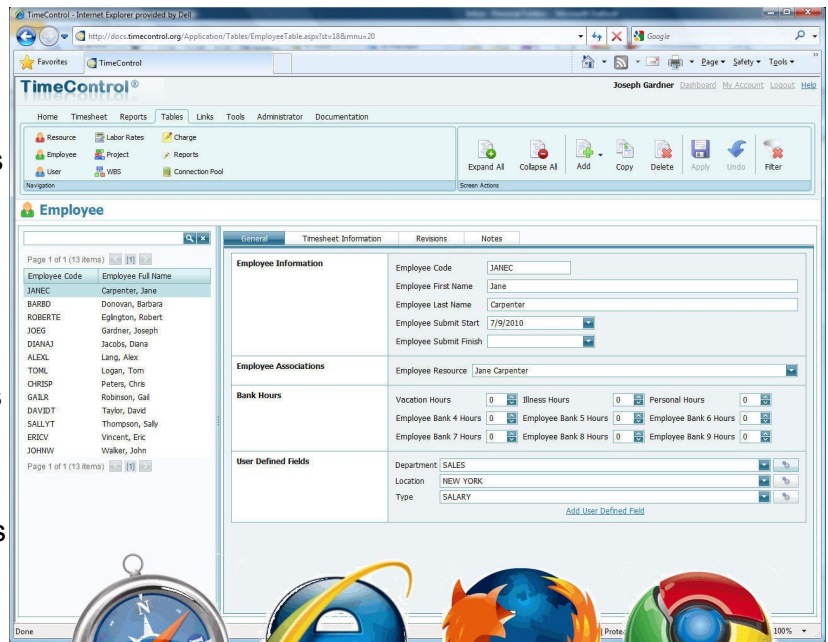 TimeControl - Internet Explorer provided by Dell
http://docs.timecontrol.org/Application/Tables/EmployeeTable.aspx?st=18&mnu=20
Google
Favorites TimeControl Page Safety Tools
TimeControl® Joseph Gardner Dashboard My Account Logout Help
Home Timesheet Reports Tables Links Tools Administrator Documentation
Resource Labor Rates Charge
Employee Project Reports
User WBS Connection Pool
Expand All Collapse All Add Copy Delete Apply Undo Filter
Navigation Screen Actions
s
Employee
General Timesheet Information Revisions Notes
Page 1 of 1 (13 items) [1]
Employee Code Employee Full Name
JANEC Carpenter, Jane
BARBD Donovan, Barbara
ROBERTE Eglington, Robert
JOEG Gardner, Joseph
DIANAJ Jacobs, Diana
ALEXL Lang, Alex
TOML Logan, Tom
CHRISP Peters, Chris
GAILR Robinson, Gail
DAVIDT Taylor, David
SALLYT Thompson, Sally
ERICV Vincent, Eric
JOHNW Walker, John
Page 1 of 1 (13 items) [1]
s
s
Employee Information
Employee Code JANEC
Employee First Name Jane
Employee Last Name Carpenter
Employee Submit Start 7/9/2010
Employee Submit Finish
Employee Associations
Employee Resource Jane Carpenter
Bank Hours
Vacation Hours 0 Illness Hours 0 Personal Hours 0
Employee Bank 4 Hours 0 Employee Bank 5 Hours 0 Employee Bank 6 Hours 0
Employee Bank 7 Hours 0 Employee Bank 8 Hours 0 Employee Bank 9 Hours 0
User Defined Fields
Department SALES
Location NEW YORK
Type SALARY
Add User Defined Field
N
Done Prote 100%